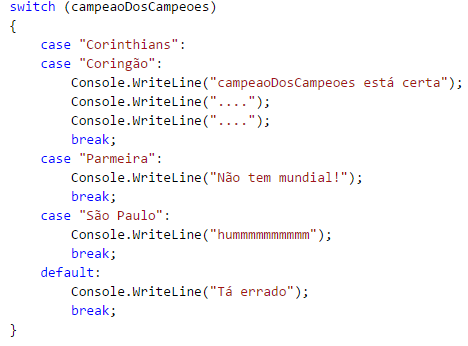 switch (campeaoDosCampeoes)
{
    case "Corinthians":
    case "Coringão":
        Console.WriteLine("campeaoDosCampeoes está certa");
        Console.WriteLine("....");
        Console.WriteLine("....");
        break;
    case "Parmeira":
        Console.WriteLine("Não tem mundial!");
        break;
    case "São Paulo":
        Console.WriteLine("hummmmmmmmmm");
        break;
    default:
        Console.WriteLine("Tá errado");
        break;
}